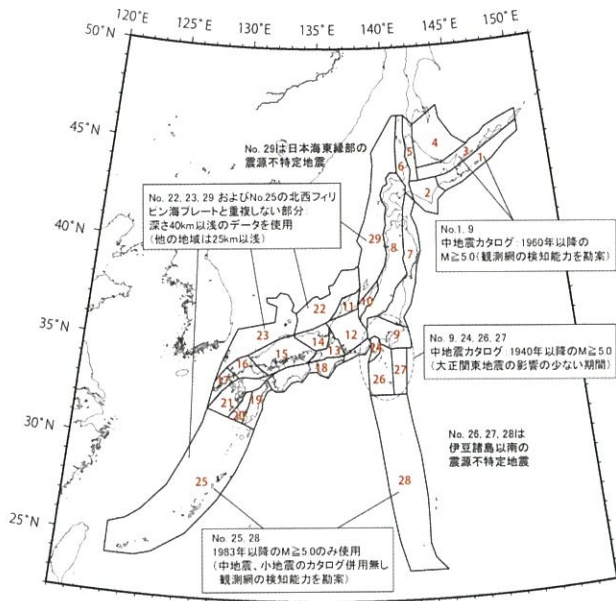 120°E
125°E
130°E
135°E
140°E
145°E
150°E
50°N
45°N
40°N
35°N
30°N
25°N
No. 29は日本海東縁部の
震源不特定地震
No. 22, 23, 29 およびNo.25の北西フィリ
ピン海プレートと重複しない部分
深さ40km以浅のデータを使用
(他の地域は25km以浅)
No.1, 9
中地震カタログ:1960年以降の
M≧5.0(観測網の検知能力を勘案)
No. 9, 24, 26, 27
中地震カタログ:1940年以降のM≧5.0
(大正関東地震の影響の少ない期間)
No. 26, 27, 28は
伊豆諸島以南の
震源不特定地震
No. 25, 28
1983年以降のM≧5.0のみ使用
(中地震、小地震のカタログ併用無し
観測網の検知能力を勘案)
5
4
3
1
6
2
29
8
7
22
11
10
23
14
12
9
16
15
13
24
18
26
27
21
19
20
25
28